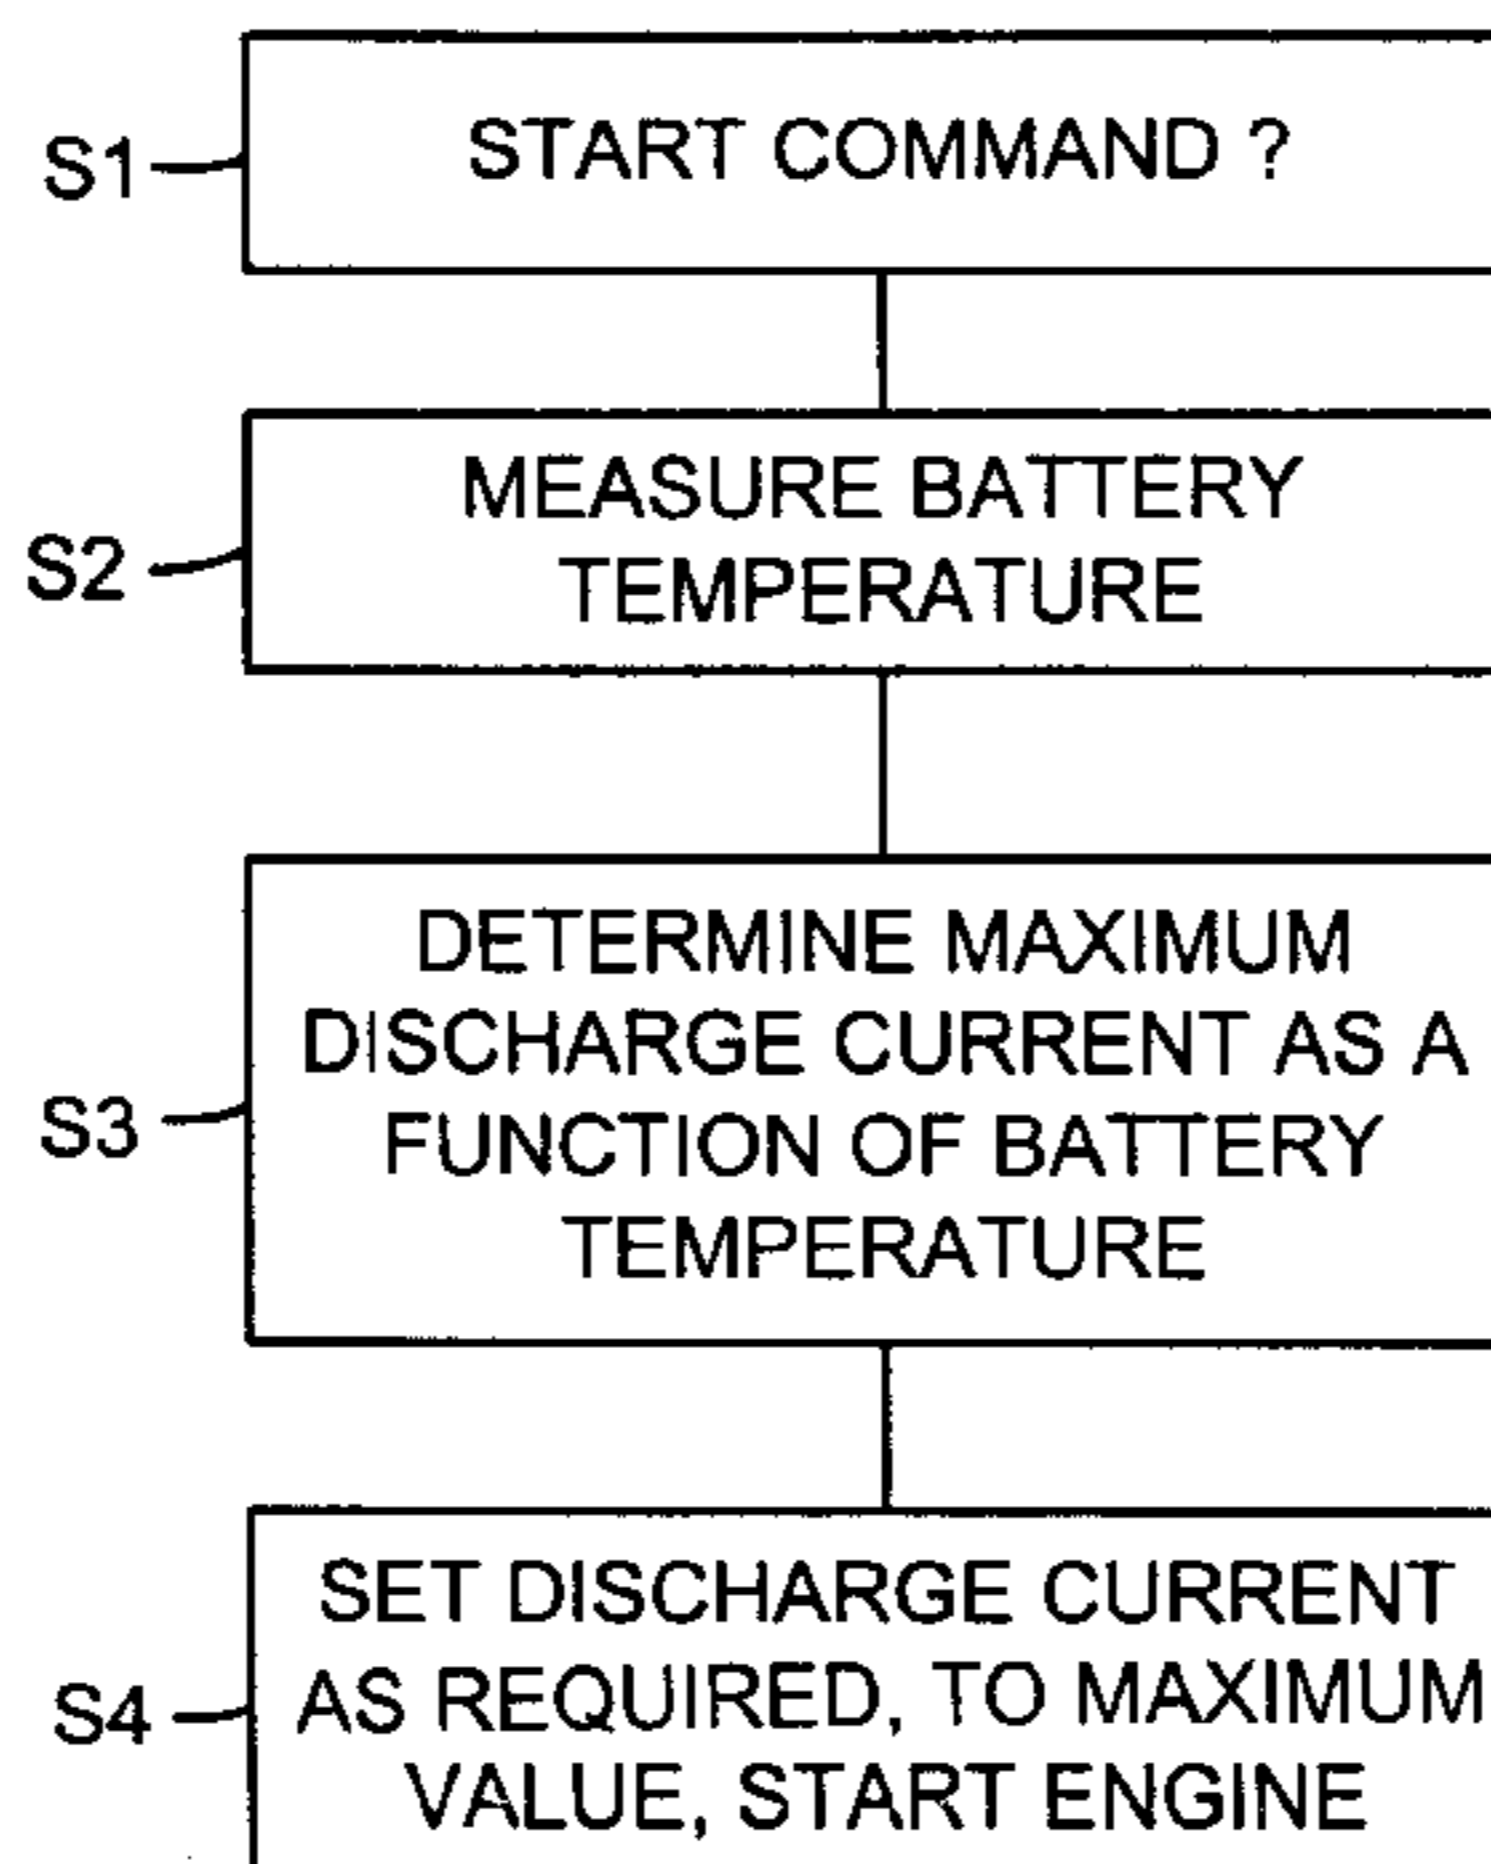 S1
START COMMAND ?
MEASURE BATTERY
S2
TEMPERATURE
DETERMINE MAXIMUM
DISCHARGE CURRENT AS A
S3
FUNCTION OF BATTERY
TEMPERATURE
SET DISCHARGE CURRENT
S4
AS REQUIRED, TO MAXIMUM
VALUE, START ENGINE